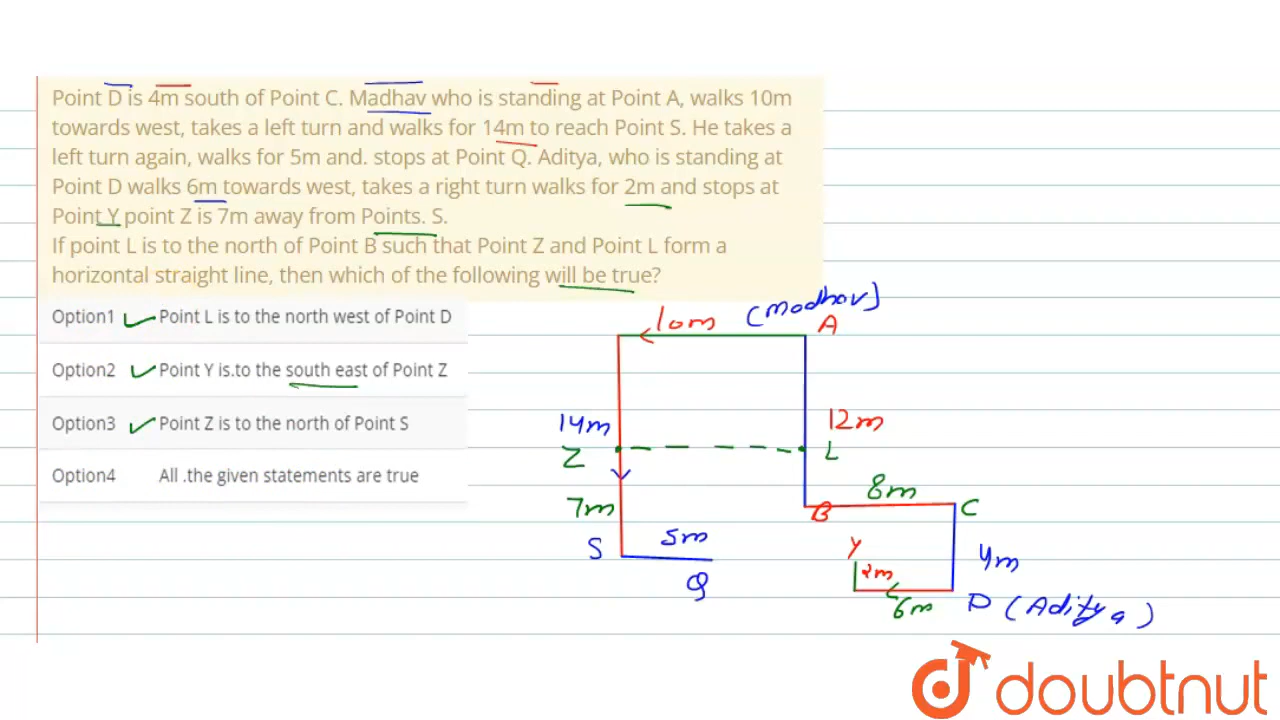 Point D is 4m south of Point C. Madhav who is standing at Point A, walks 10m
towards west, takes a left turn and walks for 14m to reach Point S. He takes a
left turn again, walks for 5m and. stops at Point Q. Aditya, who is standing at
Point D walks 6m towards west, takes a right turn walks for 2m and stops at
Point Y point Z is 7m away from Points. S.
If point L is to the north of Point B such that Point Z and Point L form a
horizontal straight line, then which of the following will be true?
Option1 Point L is to the north west of Point D
Option2 Point Y is.to the south east of Point Z
Option3 Point Z is to the north of Point S
Option4 All .the given statements are true
10m (Madhav) A
14m 12m
Z L
7m 8m
B C
S 5m Y 4m
Q 2m
6m D (Aditya)
doubtnut